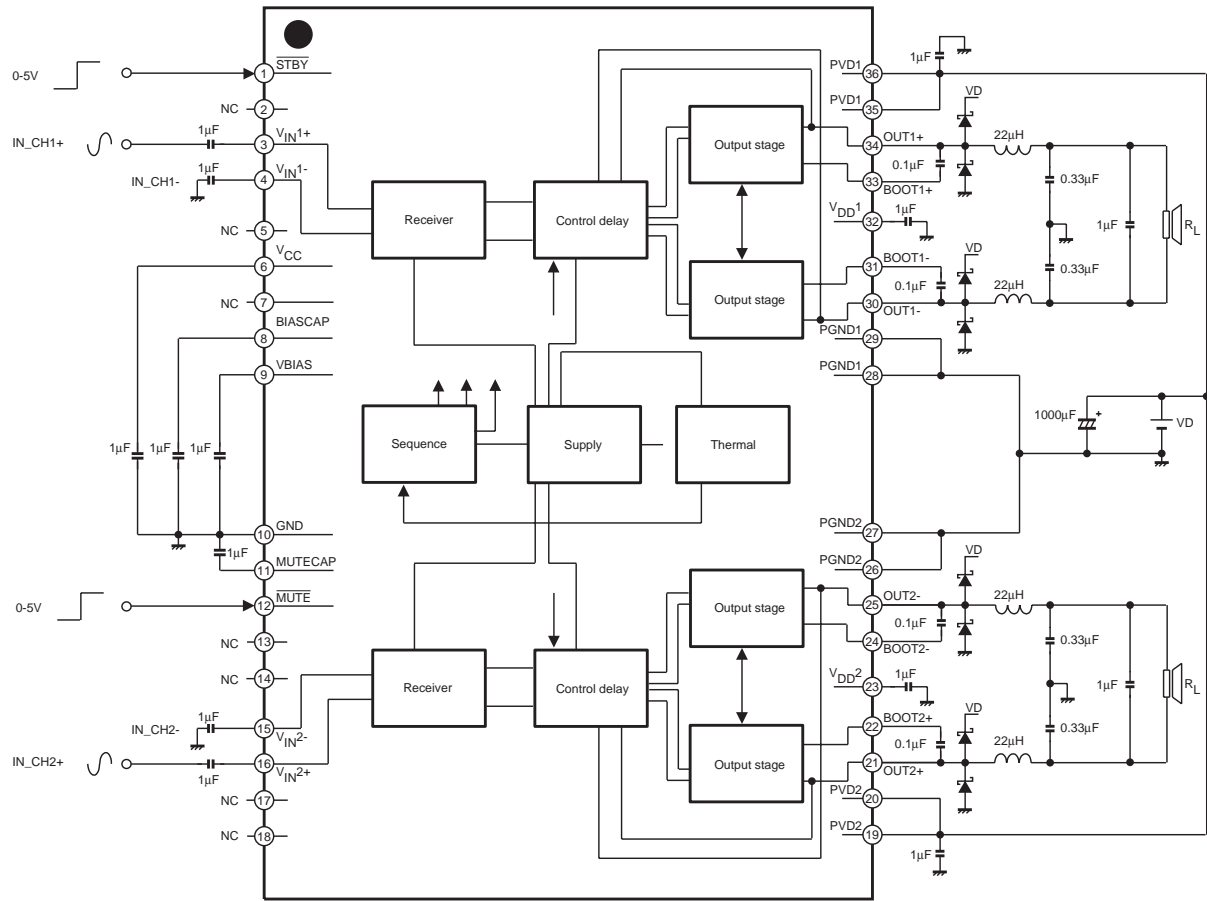 0-5V
1
STBY
NC
2
IN_CH1+
1μF
3
VIN1+
IN_CH1-
1μF
4
VIN1-
NC
5
VCC
6
NC
7
BIASCAP
8
VBIAS
9
1μF
1μF
1μF
GND
10
1μF
MUTECAP
11
0-5V
12
MUTE
NC
13
NC
14
IN_CH2-
1μF
15
VIN2-
IN_CH2+
1μF
16
VIN2+
NC
17
NC
18
Receiver
Control delay
Output stage
Output stage
Sequence
Supply
Thermal
Receiver
Control delay
Output stage
Output stage
1μF
PVD1
36
PVD1
35
VD
OUT1+
34
22μH
0.1μF
33
BOOT1+
0.33μF
VDD1
1μF
32
1μF
RL
BOOT1-
31
VD
0.33μF
0.1μF
22μH
30
OUT1-
PGND1
29
PGND1
28
1000μF
+
VD
PGND2
27
PGND2
26
VD
OUT2-
25
22μH
0.1μF
24
BOOT2-
0.33μF
VDD2
1μF
23
1μF
RL
BOOT2+
22
VD
0.33μF
0.1μF
22μH
21
OUT2+
PVD2
20
PVD2
19
1μF